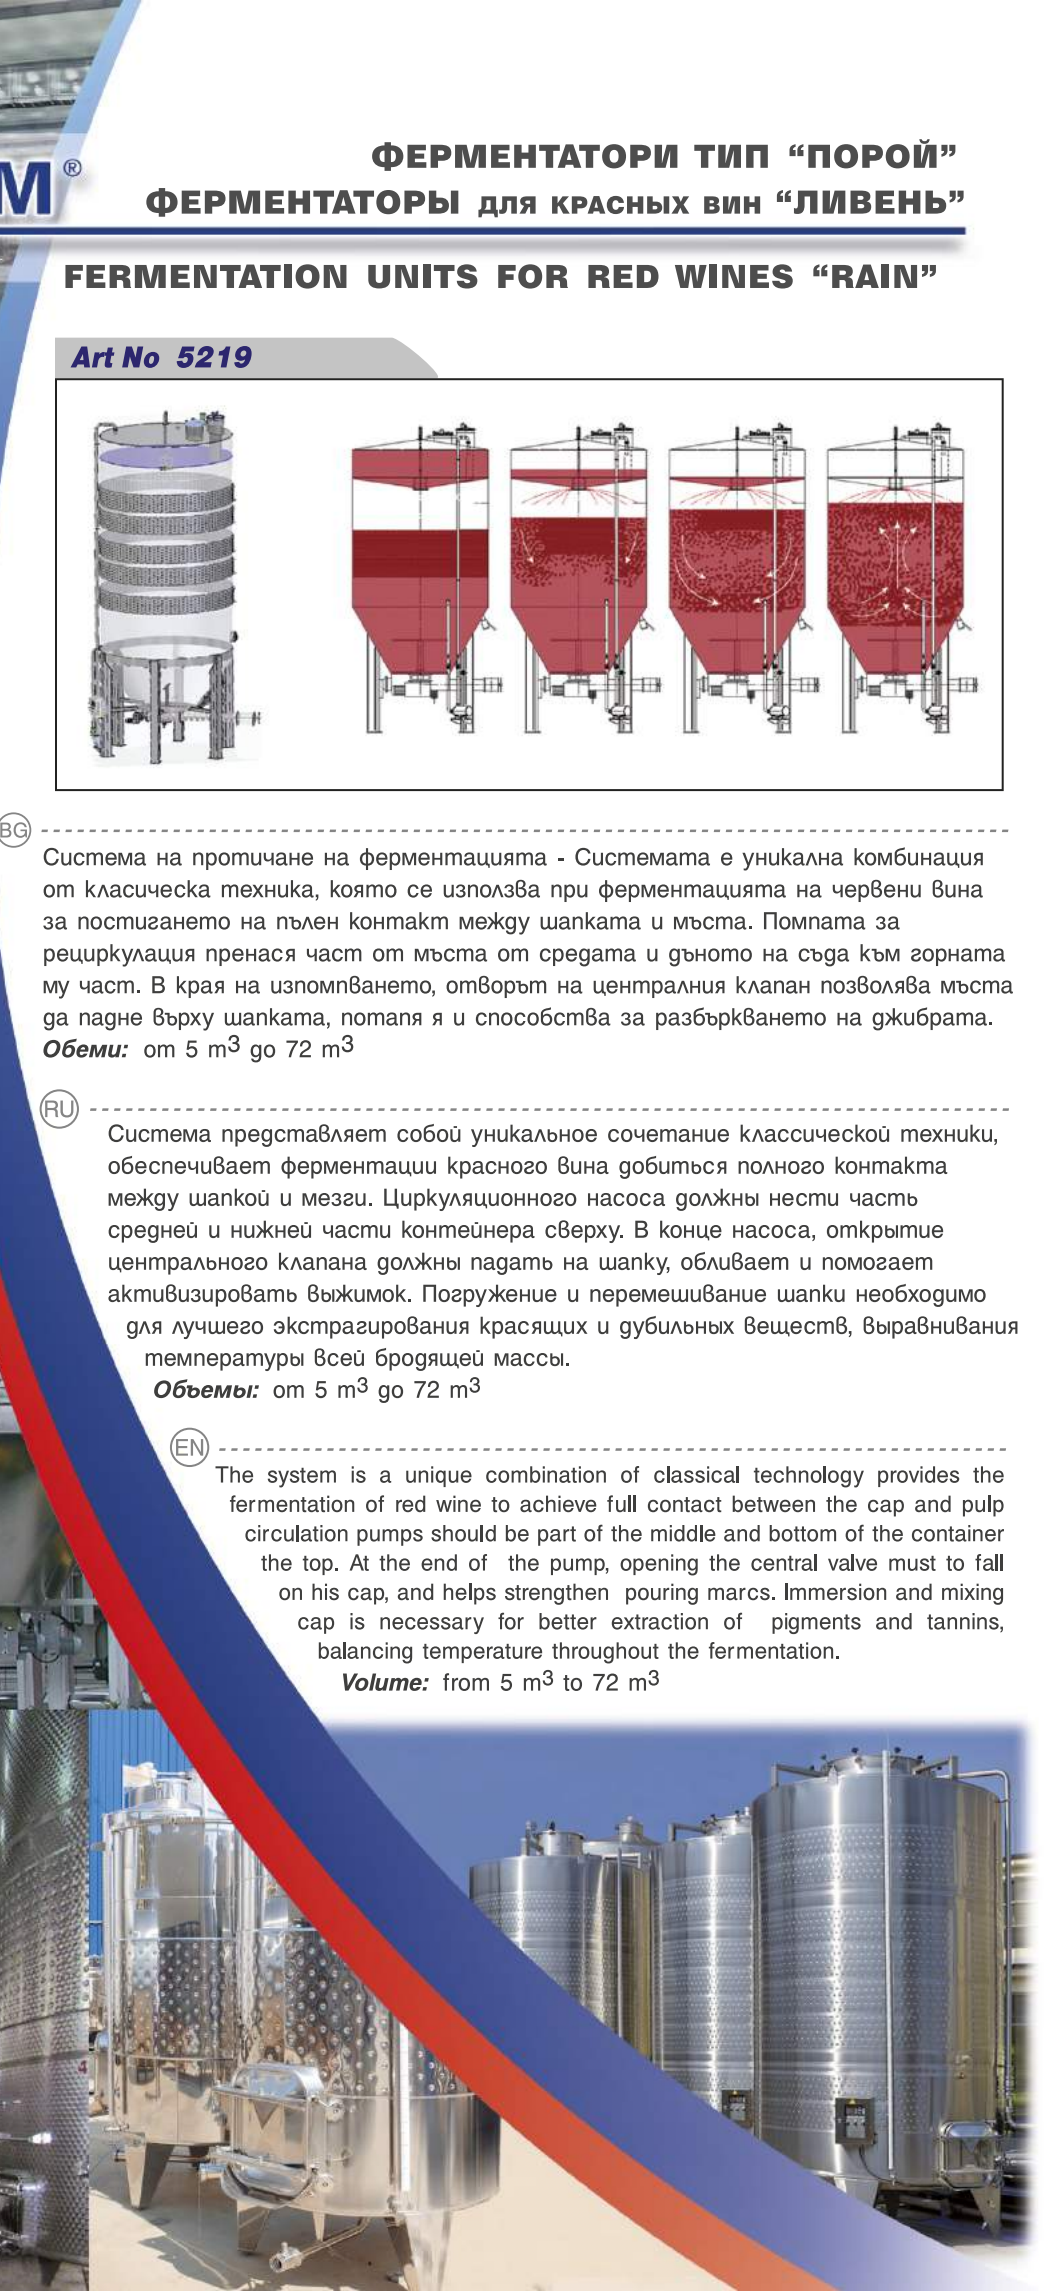 M®
ФЕРМЕНТАТОРИ ТИП “ПОРОЙ”
ФЕРМЕНТАТОРЫ для КРАСНЫХ ВИН “ЛИВЕНЬ”
FERMENTATION UNITS FOR RED WINES “RAIN”
Art No 5219
BG
Система на протичане на ферментацията - Системата е уникална комбинация
от класическа техника, която се използва при ферментацията на червени вина
за постигането на пълен контакт между шапката и мъста. Помпата за
рециркулация пренася част от мъста от средата и дъното на съда към горната
му част. В края на изпомпването, отворът на централния клапан позволява мъста
да падне върху шапката, потапя я и способства за разбъркването на джибрата.
Обеми: от 5 m³ до 72 m³
RU
Система представляет собой уникальное сочетание классической техники,
обеспечивает ферментации красного вина добиться полного контакта
между шапкой и мезги. Циркуляционного насоса должны нести часть
средней и нижней части контейнера сверху. В конце насоса, открытие
центрального клапана должны падать на шапку, обливает и помогает
активизировать выжимок. Погружение и перемешивание шапки необходимо
для лучшего экстрагирования красящих и дубильных веществ, выравнивания
температуры всей бродящей массы.
Объемы: от 5 m³ до 72 m³
EN
The system is a unique combination of classical technology provides the
fermentation of red wine to achieve full contact between the cap and pulp
circulation pumps should be part of the middle and bottom of the container
the top. At the end of the pump, opening the central valve must to fall
on his cap, and helps strengthen pouring marcs. Immersion and mixing
cap is necessary for better extraction of pigments and tannins,
balancing temperature throughout the fermentation.
Volume: from 5 m³ to 72 m³
4